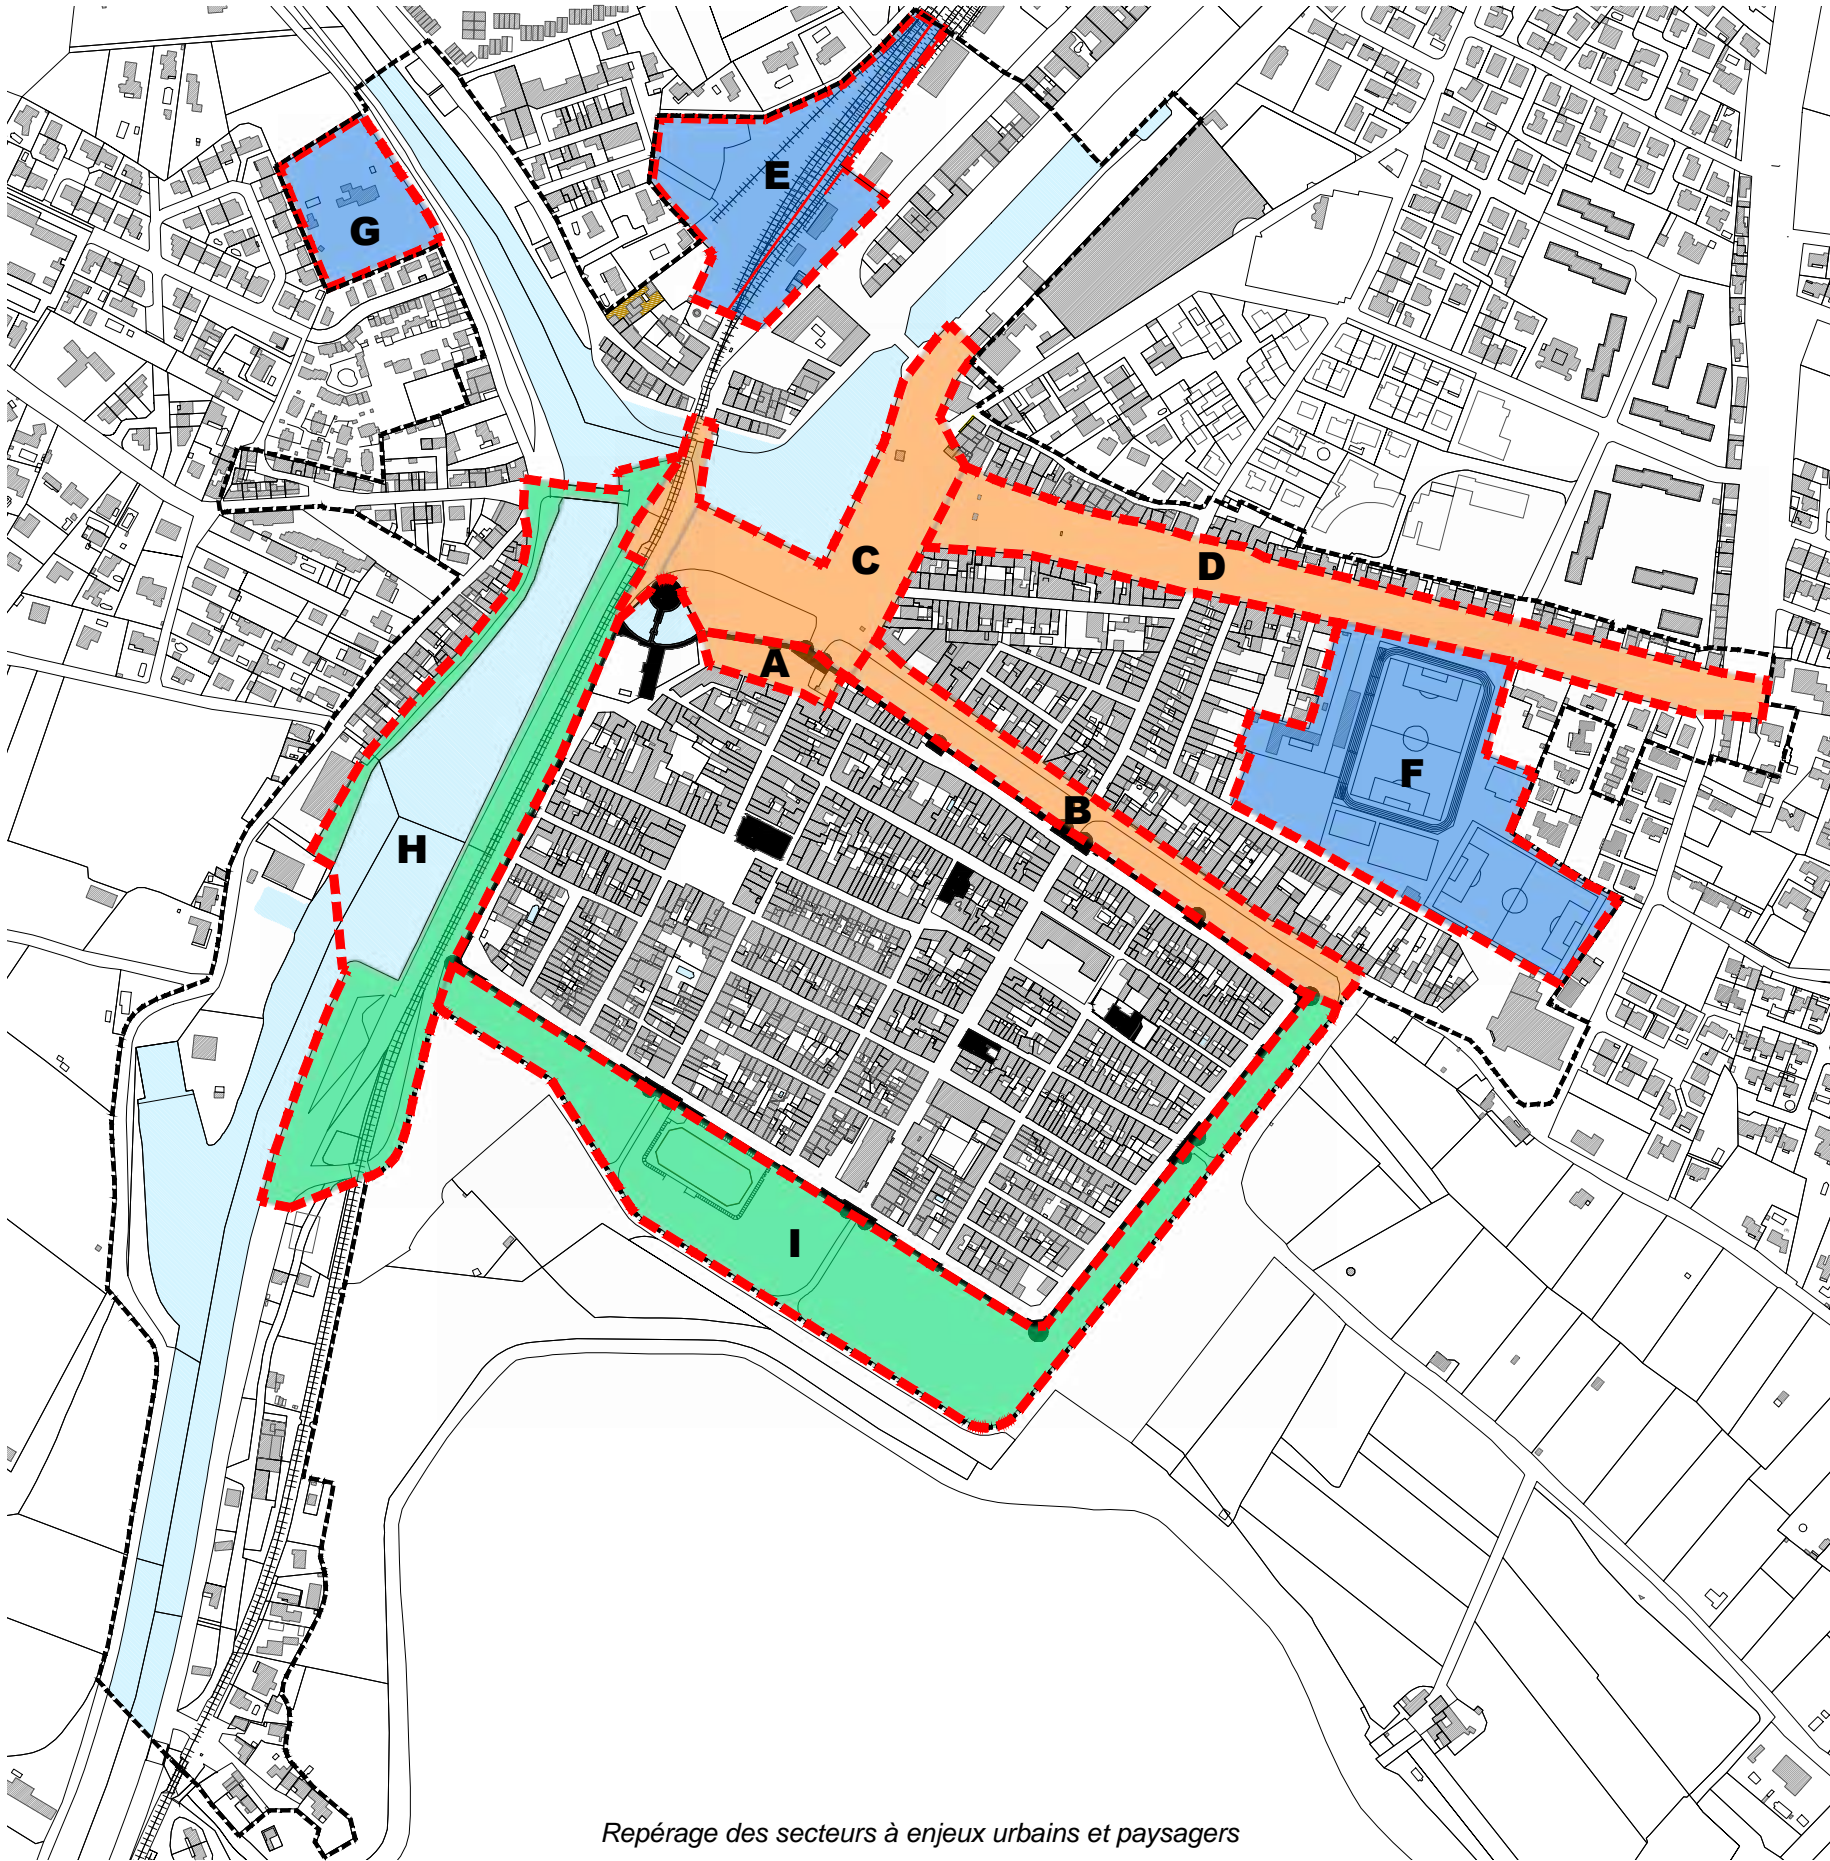 E
G
C
D
A
F
B
H
I
Repérage des secteurs à enjeux urbains et paysagers